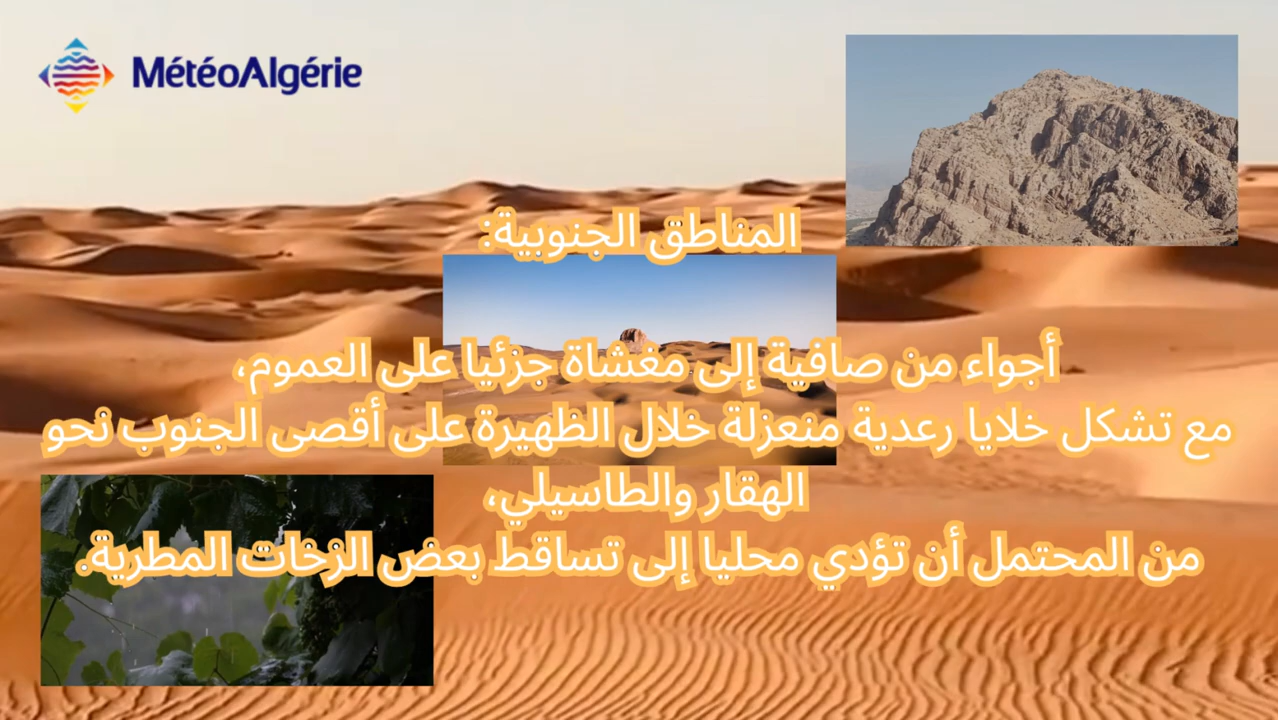 MétéoAlgérie
المناطق الجنوبية:
أجواء من صافية إلى مغشاة جزئيا على العموم،
مع تشكل خلايا رعدية منعزلة خلال الظهيرة على أقصى الجنوب نحو
الهقار والطاسيلي،
من المحتمل أن تؤدي محليا إلى تساقط بعض الزخات المطرية.